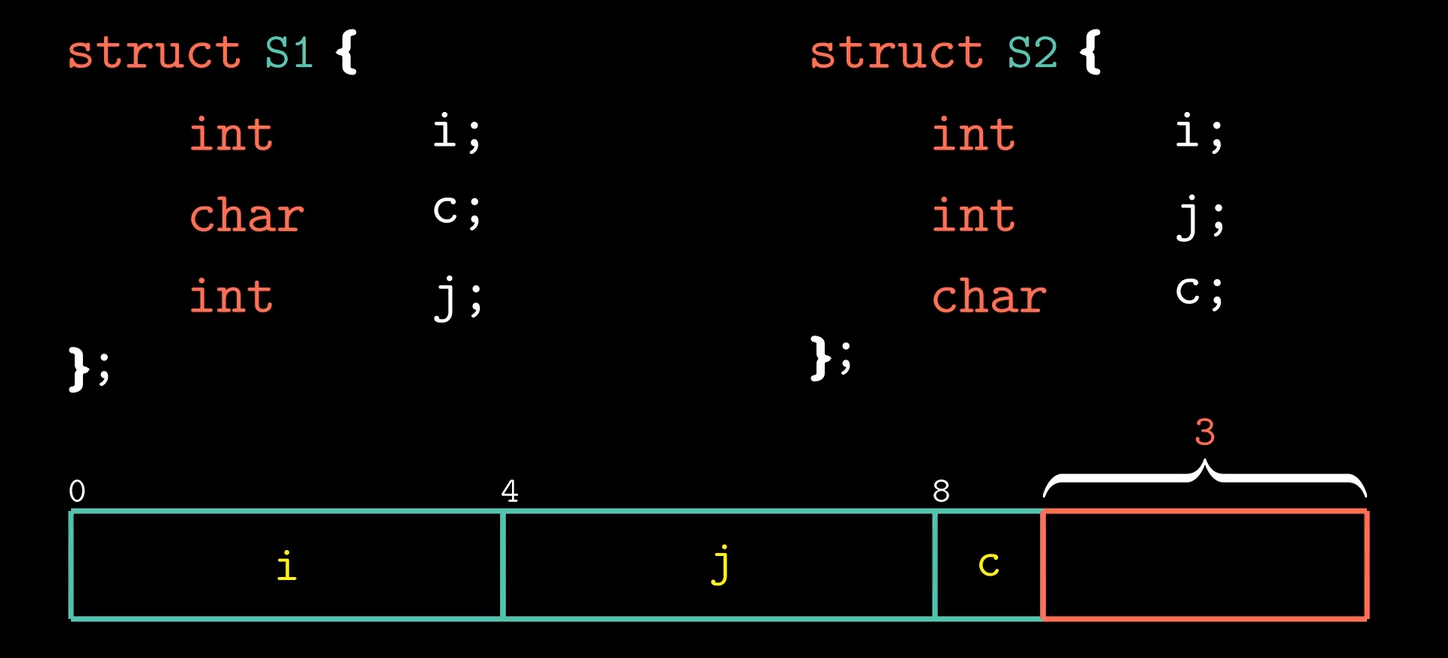 struct S1 {
int i;
char c;
int j;
};
struct S2 {
int i;
int j;
char c;
};
3
0 4 8
i j c